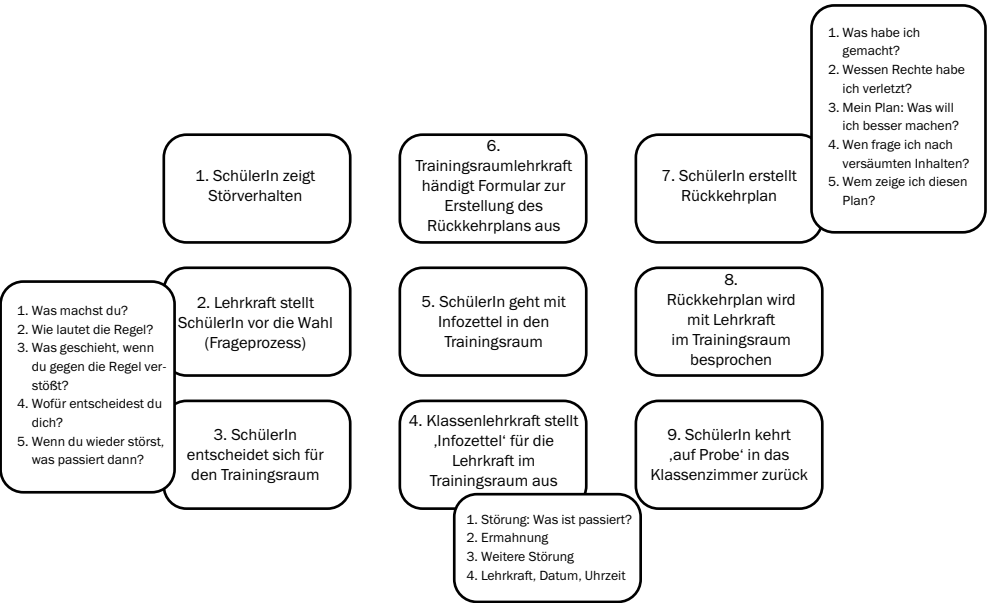 1. SchülerIn zeigt
Störverhalten
2. Lehrkraft stellt
SchülerIn vor die Wahl
(Frageprozess)
1. Was machst du?
2. Wie lautet die Regel?
3. Was geschieht, wenn
du gegen die Regel ver-
stößt?
4. Wofür entscheidest du
dich?
5. Wenn du wieder störst,
was passiert dann?
3. SchülerIn
entscheidet sich für
den Trainingsraum
4. Klassenlehrkraft stellt
‚Infozettel‘ für die
Lehrkraft im
Trainingsraum aus
1. Störung: Was ist passiert?
2. Ermahnung
3. Weitere Störung
4. Lehrkraft, Datum, Uhrzeit
5. SchülerIn geht mit
Infozettel in den
Trainingsraum
6.
Trainingsraumlehrkraft
händigt Formular zur
Erstellung des
Rückkehrplans aus
7. SchülerIn erstellt
Rückkehrplan
1. Was habe ich
gemacht?
2. Wessen Rechte habe
ich verletzt?
3. Mein Plan: Was will
ich besser machen?
4. Wen frage ich nach
versäumten Inhalten?
5. Wem zeige ich diesen
Plan?
8.
Rückkehrplan wird
mit Lehrkraft
im Trainingsraum
besprochen
9. SchülerIn kehrt
‚auf Probe‘ in das
Klassenzimmer zurück